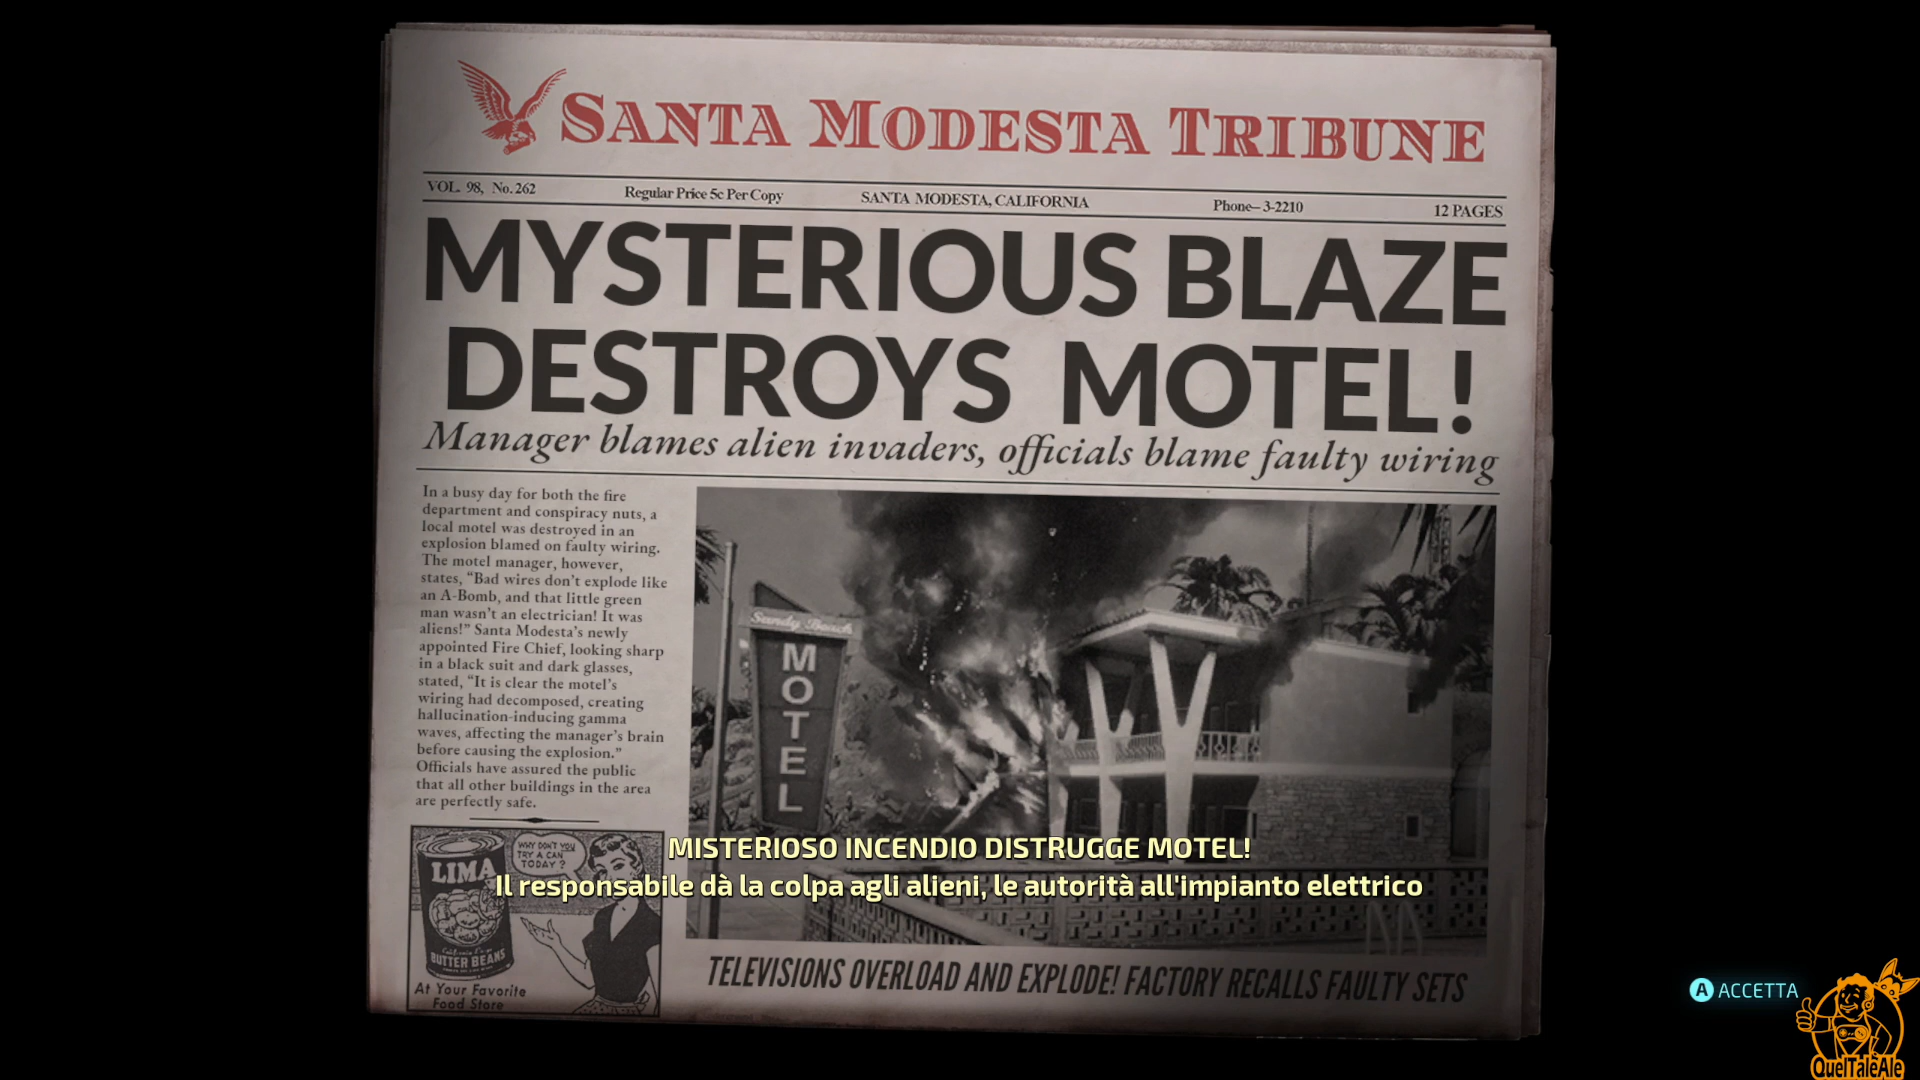 SANTA MODESTA TRIBUNE
VOL. 98, No. 262
Regular Price 5c Per Copy
SANTA MODESTA, CALIFORNIA
Phone– 3-2210
12 PAGES
MYSTERIOUS BLAZE
DESTROYS MOTEL!
Manager blames alien invaders, officials blame faulty wiring
In a busy day for both the fire
department and conspiracy nuts, a
local motel was destroyed in an
explosion blamed on faulty wiring.
The motel manager, however,
states, “Bad wires don’t explode like
an A-Bomb, and that little green
man wasn’t an electrician! It was
aliens!” Santa Modesta’s newly
appointed Fire Chief, looking sharp
in a black suit and dark glasses,
stated, “It is clear the motel’s
wiring had decomposed, creating
hallucination-inducing gamma
waves, affecting the manager’s brain
before causing the explosion.”
Officials have assured the public
that all other buildings in the area
are perfectly safe.
Sandy Beach
MOTEL
WHY DON'T YOU
TRY A CAN
TODAY?
LIMA
BUTTER BEANS
At Your Favorite
Food Store
MISTERIOSO INCENDIO DISTRUGGE MOTEL!
Il responsabile dà la colpa agli alieni, le autorità all'impianto elettrico
TELEVISIONS OVERLOAD AND EXPLODE! FACTORY RECALLS FAULTY SETS
A ACCETTA
QuelTaleAle